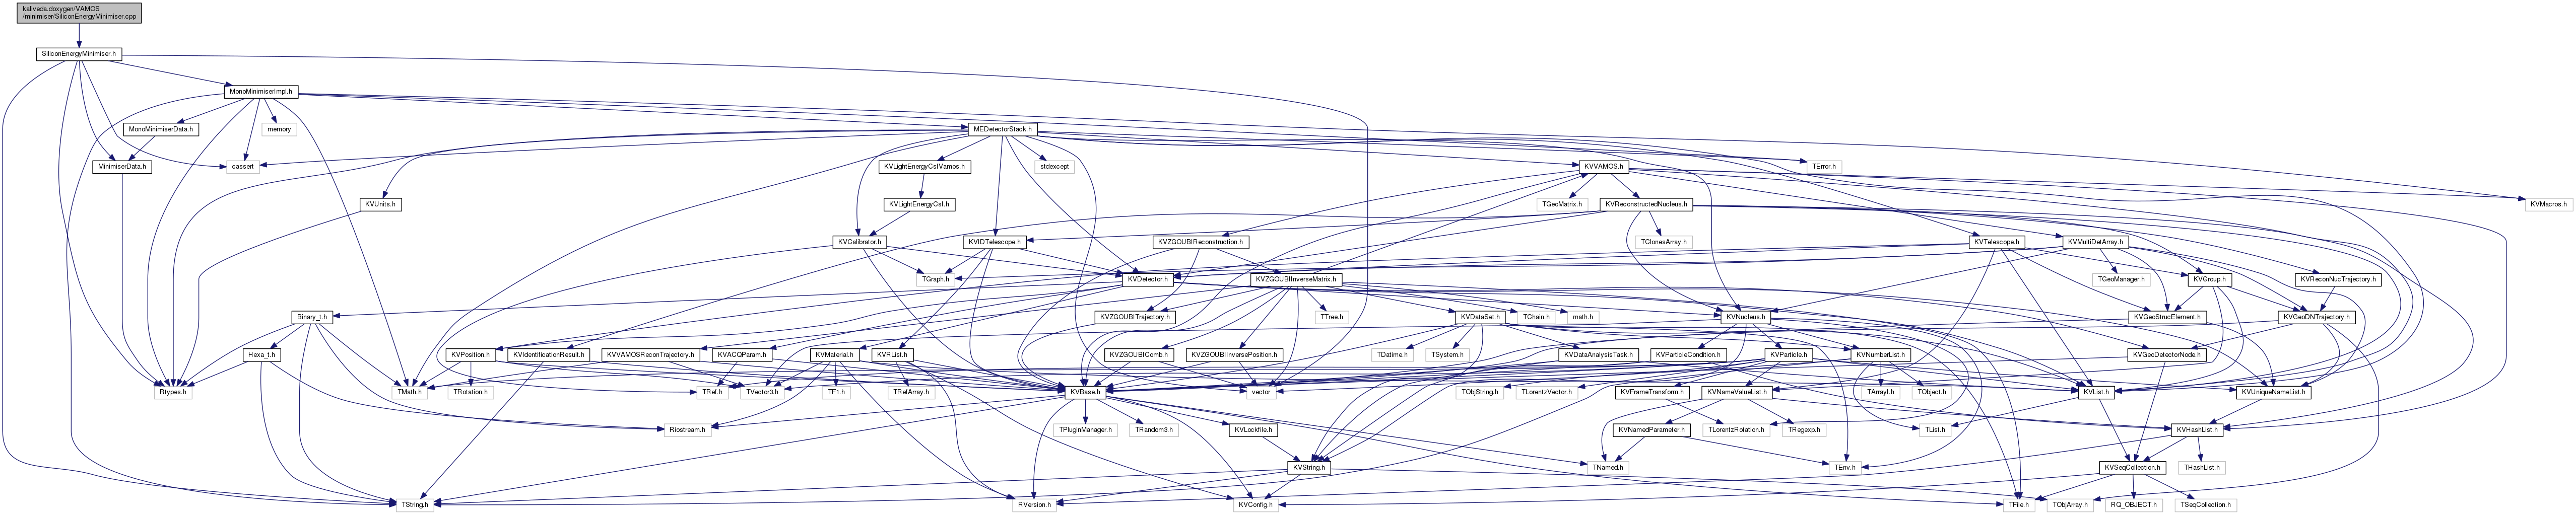 kaliveda.doxygen/VAMOS
/minimiser/SiliconEnergyMinimiser.cpp
SiliconEnergyMinimiser.h
MonoMinimiserImpl.h
MonoMinimiserData.h
memory
MEDetectorStack.h
MinimiserData.h
cassert
KVLightEnergyCsIVamos.h
stdexcept
KVVAMOS.h
TError.h
KVUnits.h
KVLightEnergyCsI.h
TGeoMatrix.h
KVReconstructedNucleus.h
KVMacros.h
KVCalibrator.h
KVIDTelescope.h
KVZGOUBIReconstruction.h
TClonesArray.h
KVTelescope.h
KVMultiDetArray.h
TGraph.h
KVDetector.h
KVZGOUBIInverseMatrix.h
TGeoManager.h
KVGroup.h
KVReconNucTrajectory.h
Binary_t.h
KVZGOUBITrajectory.h
TTree.h
KVDataSet.h
TChain.h
math.h
KVNucleus.h
KVGeoStrucElement.h
KVGeoDNTrajectory.h
Hexa_t.h
KVPosition.h
KVIdentificationResult.h
KVVAMOSReconTrajectory.h
KVACQParam.h
KVMaterial.h
KVRList.h
KVZGOUBIComb.h
KVZGOUBIInversePosition.h
TDatime.h
TSystem.h
KVDataAnalysisTask.h
KVParticleCondition.h
KVParticle.h
KVNumberList.h
KVGeoDetectorNode.h
Rtypes.h
TMath.h
TRotation.h
TRef.h
TVector3.h
TF1.h
TRefArray.h
KVBase.h
vector
TObjString.h
TLorentzVector.h
KVFrameTransform.h
KVNameValueList.h
TArrayI.h
TObject.h
KVList.h
KVUniqueNameList.h
Riostream.h
TPluginManager.h
TRandom3.h
KVLockfile.h
TLorentzRotation.h
KVNamedParameter.h
TRegexp.h
TList.h
KVHashList.h
KVString.h
TNamed.h
TEnv.h
KVSeqCollection.h
THashList.h
TString.h
RVersion.h
KVConfig.h
TFile.h
TObjArray.h
RQ_OBJECT.h
TSeqCollection.h